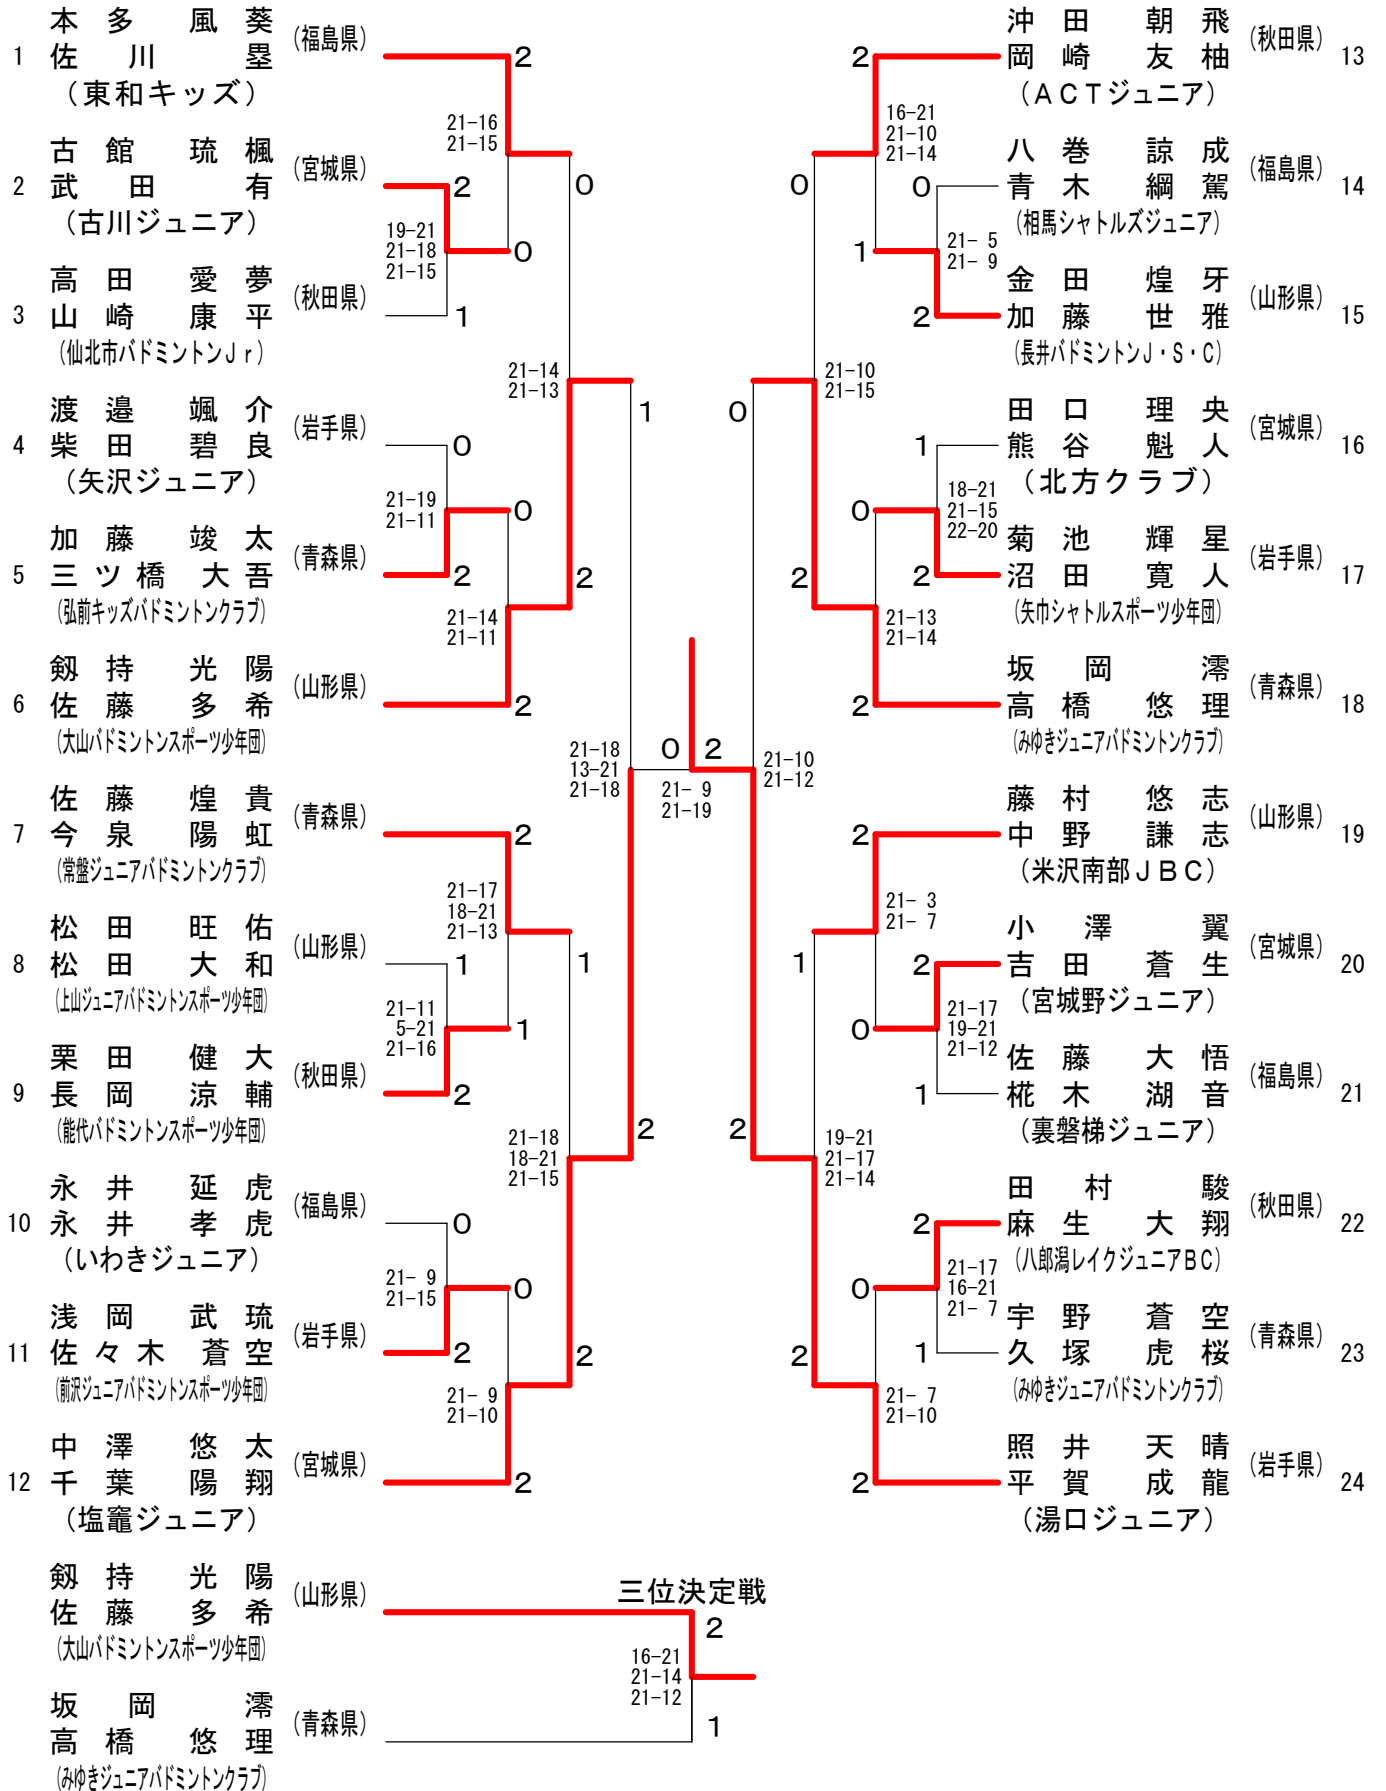 本多 風葵
1 佐川 塁 (福島県)
(東和キッズ)
古舘 琉楓
2 武田 有 (宮城県)
(古川ジュニア)
高田 愛夢
3 山崎 康平 (秋田県)
(仙北市バドミントンJr)
渡邉 颯介
4 柴田 碧良 (岩手県)
(矢沢ジュニア)
加藤 竣太
5 三ツ橋 大吾 (青森県)
(弘前キッズバドミントンクラブ)
剱持 光陽
6 佐藤 多希 (山形県)
(大山バドミントンスポーツ少年団)
佐藤 煌貴
7 今泉 陽虹 (青森県)
(常盤ジュニアバドミントンクラブ)
松田 旺佑
8 松田 大和 (山形県)
(上山ジュニアバドミントンスポーツ少年団)
栗田 健大
9 長岡 涼輔 (秋田県)
(能代バドミントンスポーツ少年団)
永井 延虎
10 永井 孝虎 (福島県)
(いわきジュニア)
浅岡 武琉
11 佐々木 蒼空 (岩手県)
(前沢ジュニアバドミントンスポーツ少年団)
中澤 悠太
12 千葉 陽翔 (宮城県)
(塩竈ジュニア)
2
21-16
21-15
0
2
19-21
21-18
21-15
0
1
21-14
21-13
1
0
21-19
21-11
0
2
2
21-14
21-11
2
21-18
13-21
21-18
2
21-17
18-21
21-13
1
1
21-11
5-21
21-16
1
2
21-18
18-21
21-15
2
0
21- 9
21-15
0
2
2
21- 9
21-10
2
0 2
21- 9
21-19
沖田 朝飛
岡崎 友柚 (秋田県) 13
(ACTジュニア)
八巻 諒成
青木 綱駕 (福島県) 14
(相馬シャトルズジュニア)
金田 煌牙
加藤 世雅 (山形県) 15
(長井バドミントンJ・S・C)
田口 理央
熊谷 魁人 (宮城県) 16
(北方クラブ)
菊池 輝星
沼田 寛人 (岩手県) 17
(矢巾シャトルスポーツ少年団)
坂岡 澪
高橋 悠理 (青森県) 18
(みゆきジュニアバドミントンクラブ)
藤村 悠志
中野 謙志 (山形県) 19
(米沢南部JBC)
小澤 翼
吉田 蒼生 (宮城県) 20
(宮城野ジュニア)
佐藤 大悟
椛木 湖音 (福島県) 21
(裏磐梯ジュニア)
田村 駿
麻生 大翔 (秋田県) 22
(八郎潟レイクジュニアBC)
宇野 蒼空
久塚 虎桜 (青森県) 23
(みゆきジュニアバドミントンクラブ)
照井 天晴
平賀 成龍 (岩手県) 24
(湯口ジュニア)
2
16-21
21-10
21-14
0
0
21- 5
21- 9
1
2
21-10
21-15
0
1
18-21
21-15
22-20
0
2
2
21-13
21-14
2
21-10
21-12
2
21- 3
21- 7
1
2
21-17
19-21
21-12
0
1
2
19-21
21-17
21-14
2
21-17
16-21
21- 7
0
1
2
21- 7
21-10
2
三位決定戦
剱持 光陽
佐藤 多希 (山形県)
(大山バドミントンスポーツ少年団)
2
16-21
21-14
21-12
1
坂岡 澪
高橋 悠理 (青森県)
(みゆきジュニアバドミントンクラブ)